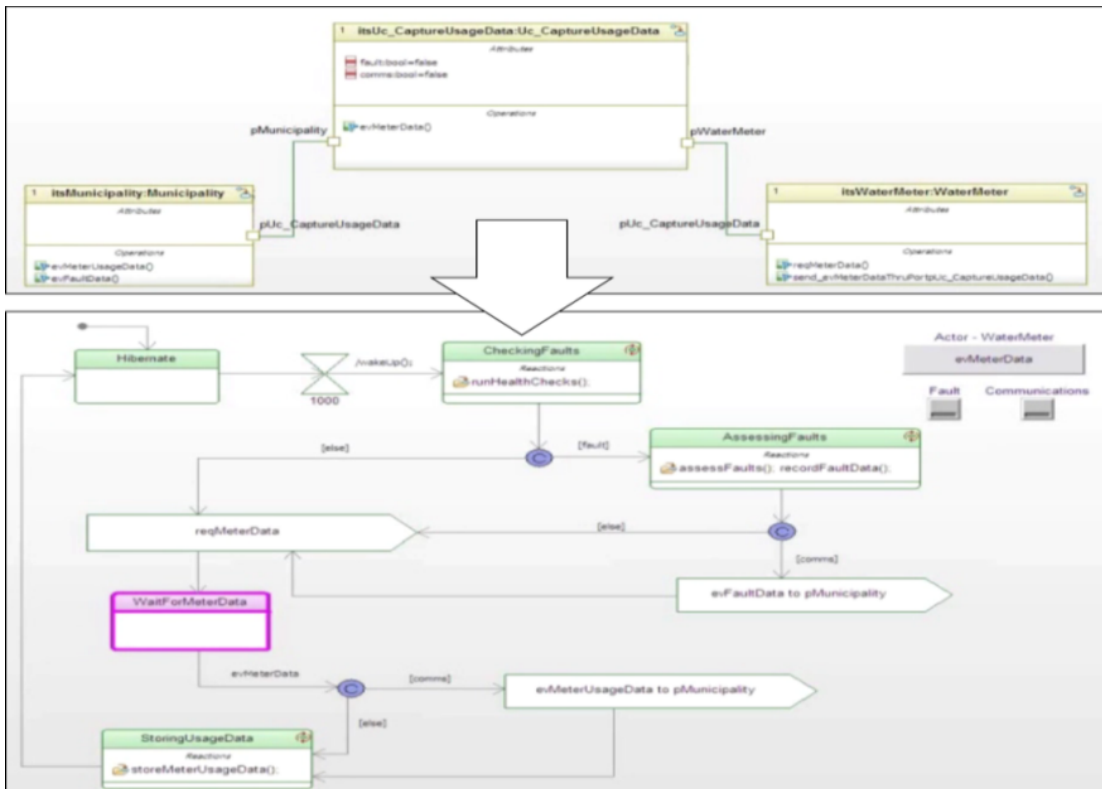 1 itsUc_CaptureUsageData:Uc_CaptureUsageData
Attributes
fault:bool=false
comms:bool=false
Operations
evMeterData()
pMunicipality
pWaterMeter
1 itsMunicipality:Municipality
Attributes
Operations
evMeterUsageData()
evFaultData()
pUc_CaptureUsageData
pUc_CaptureUsageData
1 itsWaterMeter:WaterMeter
Attributes
Operations
reqMeterData()
send_evMeterDataThruPortpUc_CaptureUsageData()
Hibernate
1000
/wakeUp();
CheckingFaults
Reactions
runHealthChecks();
Actor - WaterMeter
evMeterData
Fault Communications
[else]
[fault]
AssessingFaults
Reactions
assessFaults(); recordFaultData();
reqMeterData
[else]
[comms]
evFaultData to pMunicipality
WaitForMeterData
evMeterData
C
[comms]
evMeterUsageData to pMunicipality
[else]
StoringUsageData
Reactions
storeMeterUsageData();